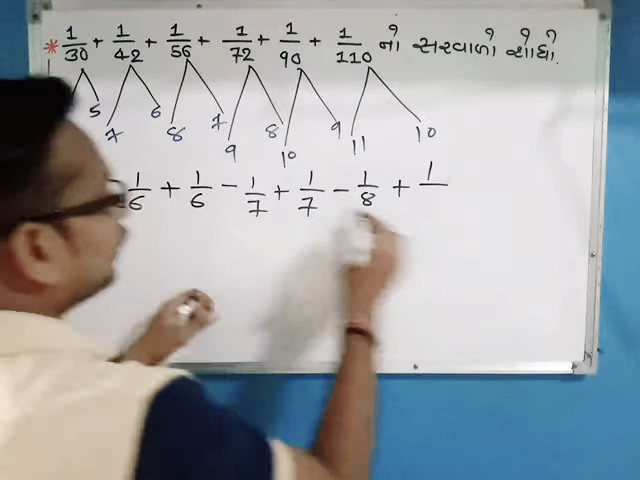 * 1/30 + 1/42 + 1/56 + 1/72 + 1/90 + 1/110 નો સરવાળો શોધો.
5 7 6 8 7 9 8 10 9 11 10
1/6 + 1/6 - 1/7 + 1/7 - 1/8 + 1/